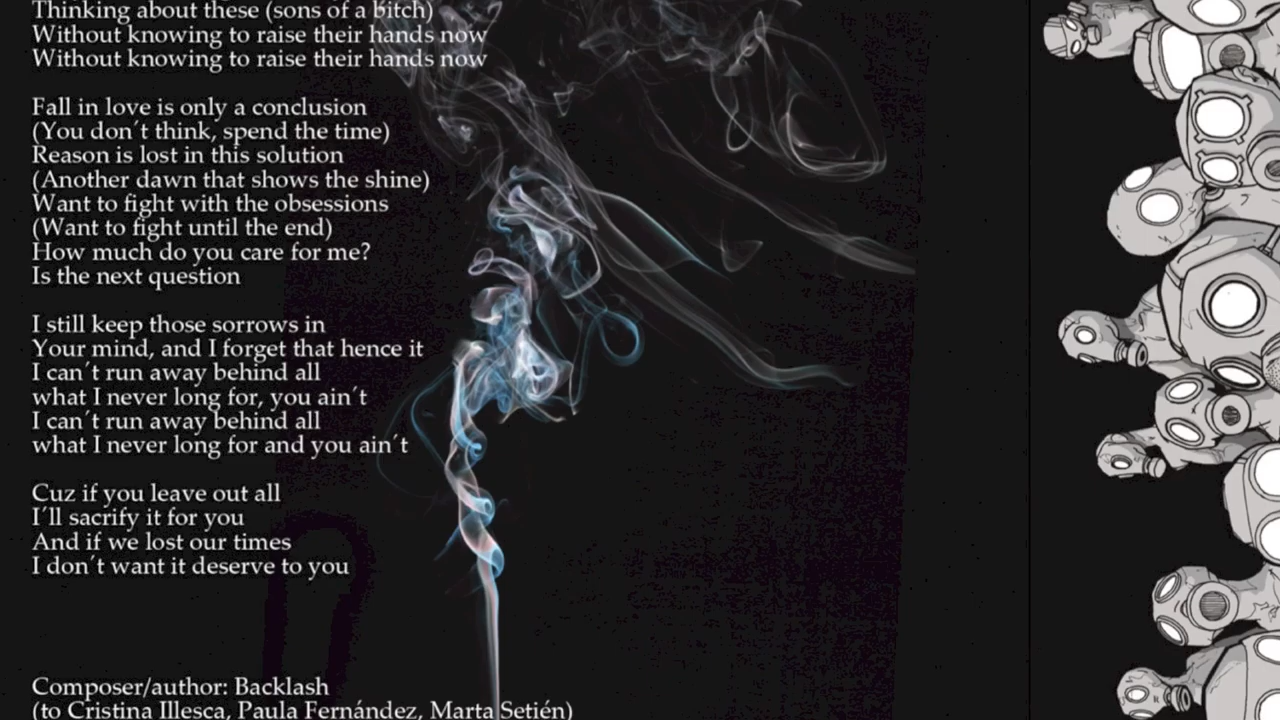 Thinking about these (sons of a bitch)
Without knowing to raise their hands now
Without knowing to raise their hands now
Fall in love is only a conclusion
(You don´t think, spend the time)
Reason is lost in this solution
(Another dawn that shows the shine)
Want to fight with the obsessions
(Want to fight until the end)
How much do you care for me?
Is the next question
I still keep those sorrows in
Your mind, and I forget that hence it
I can´t run away behind all
what I never long for, you ain´t
I can´t run away behind all
what I never long for and you ain´t
Cuz if you leave out all
I´ll sacrify it for you
And if we lost our times
I don´t want it deserve to you
Composer/author: Backlash
(to Cristina Illesca, Paula Fernández, Marta Setién)